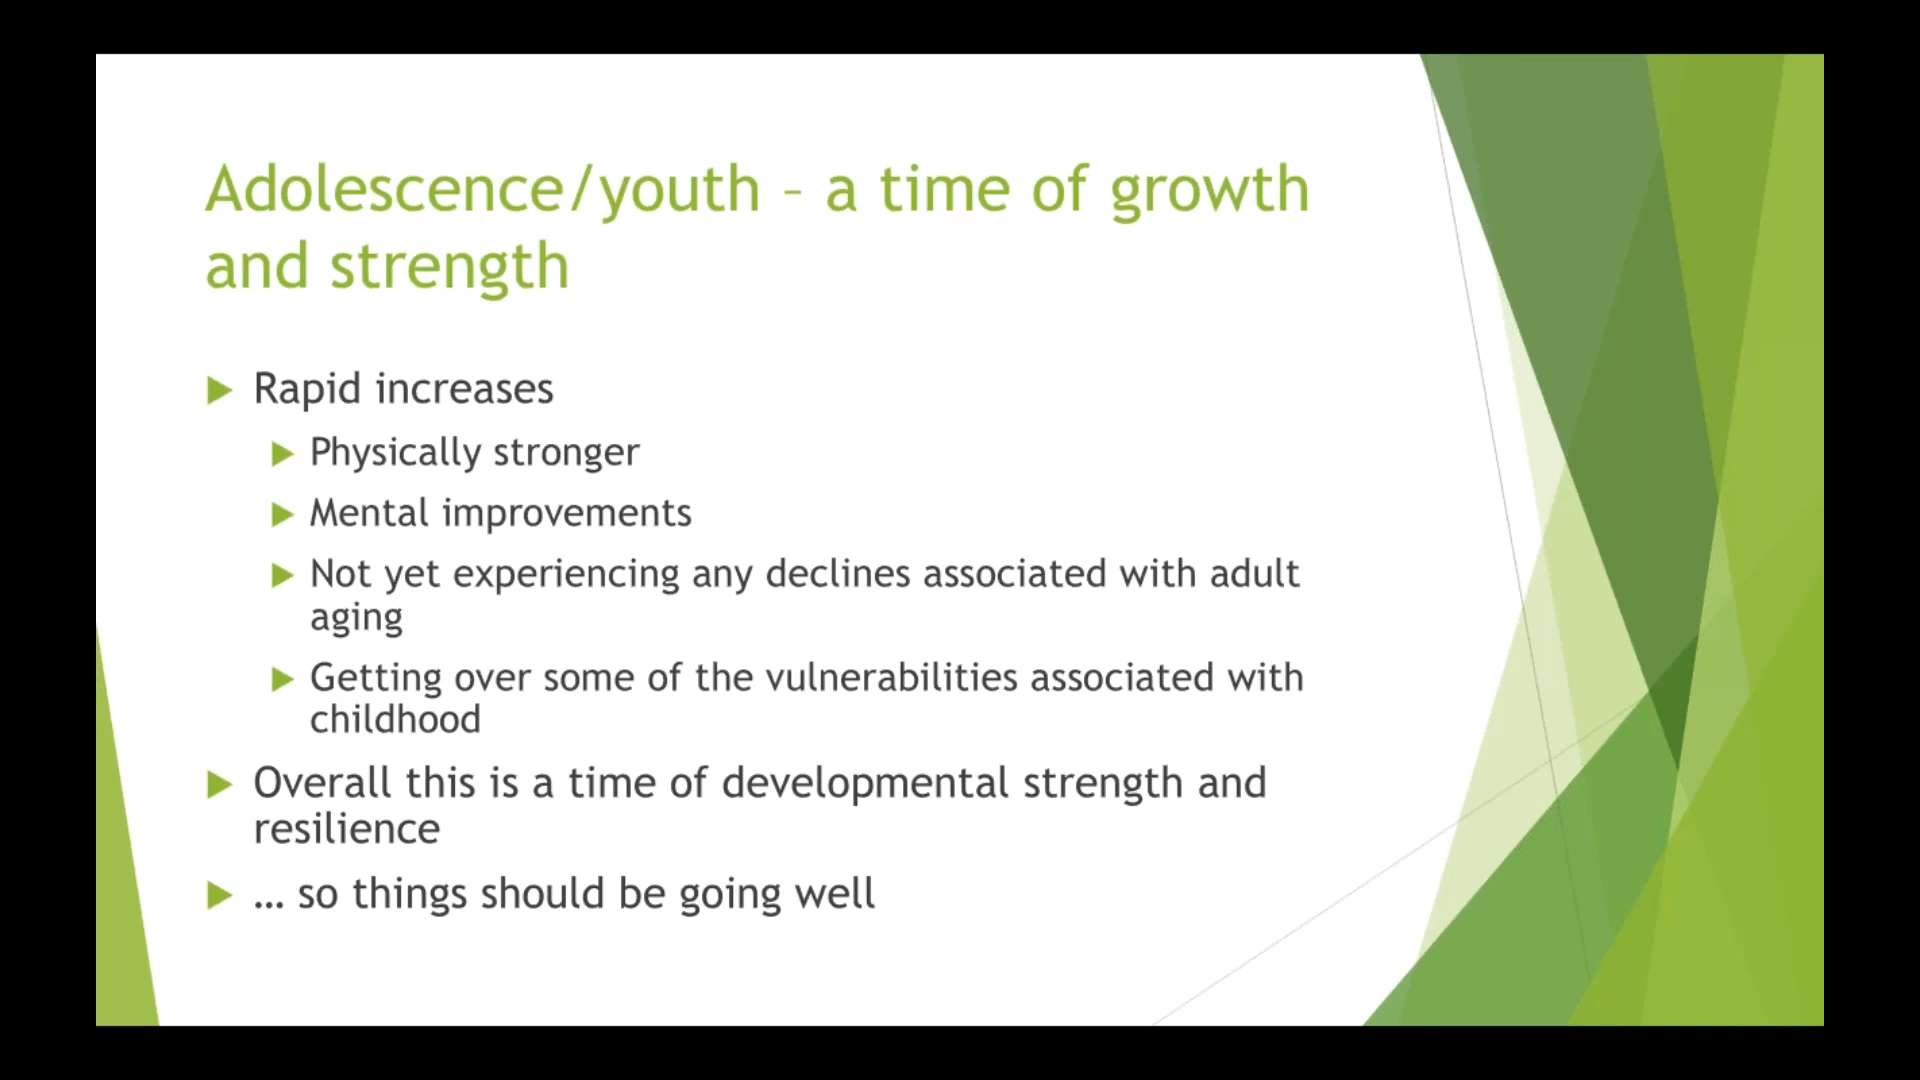 Adolescence/youth – a time of growth
and strength
Rapid increases
Physically stronger
Mental improvements
Not yet experiencing any declines associated with adult
aging
Getting over some of the vulnerabilities associated with
childhood
Overall this is a time of developmental strength and
resilience
… so things should be going well